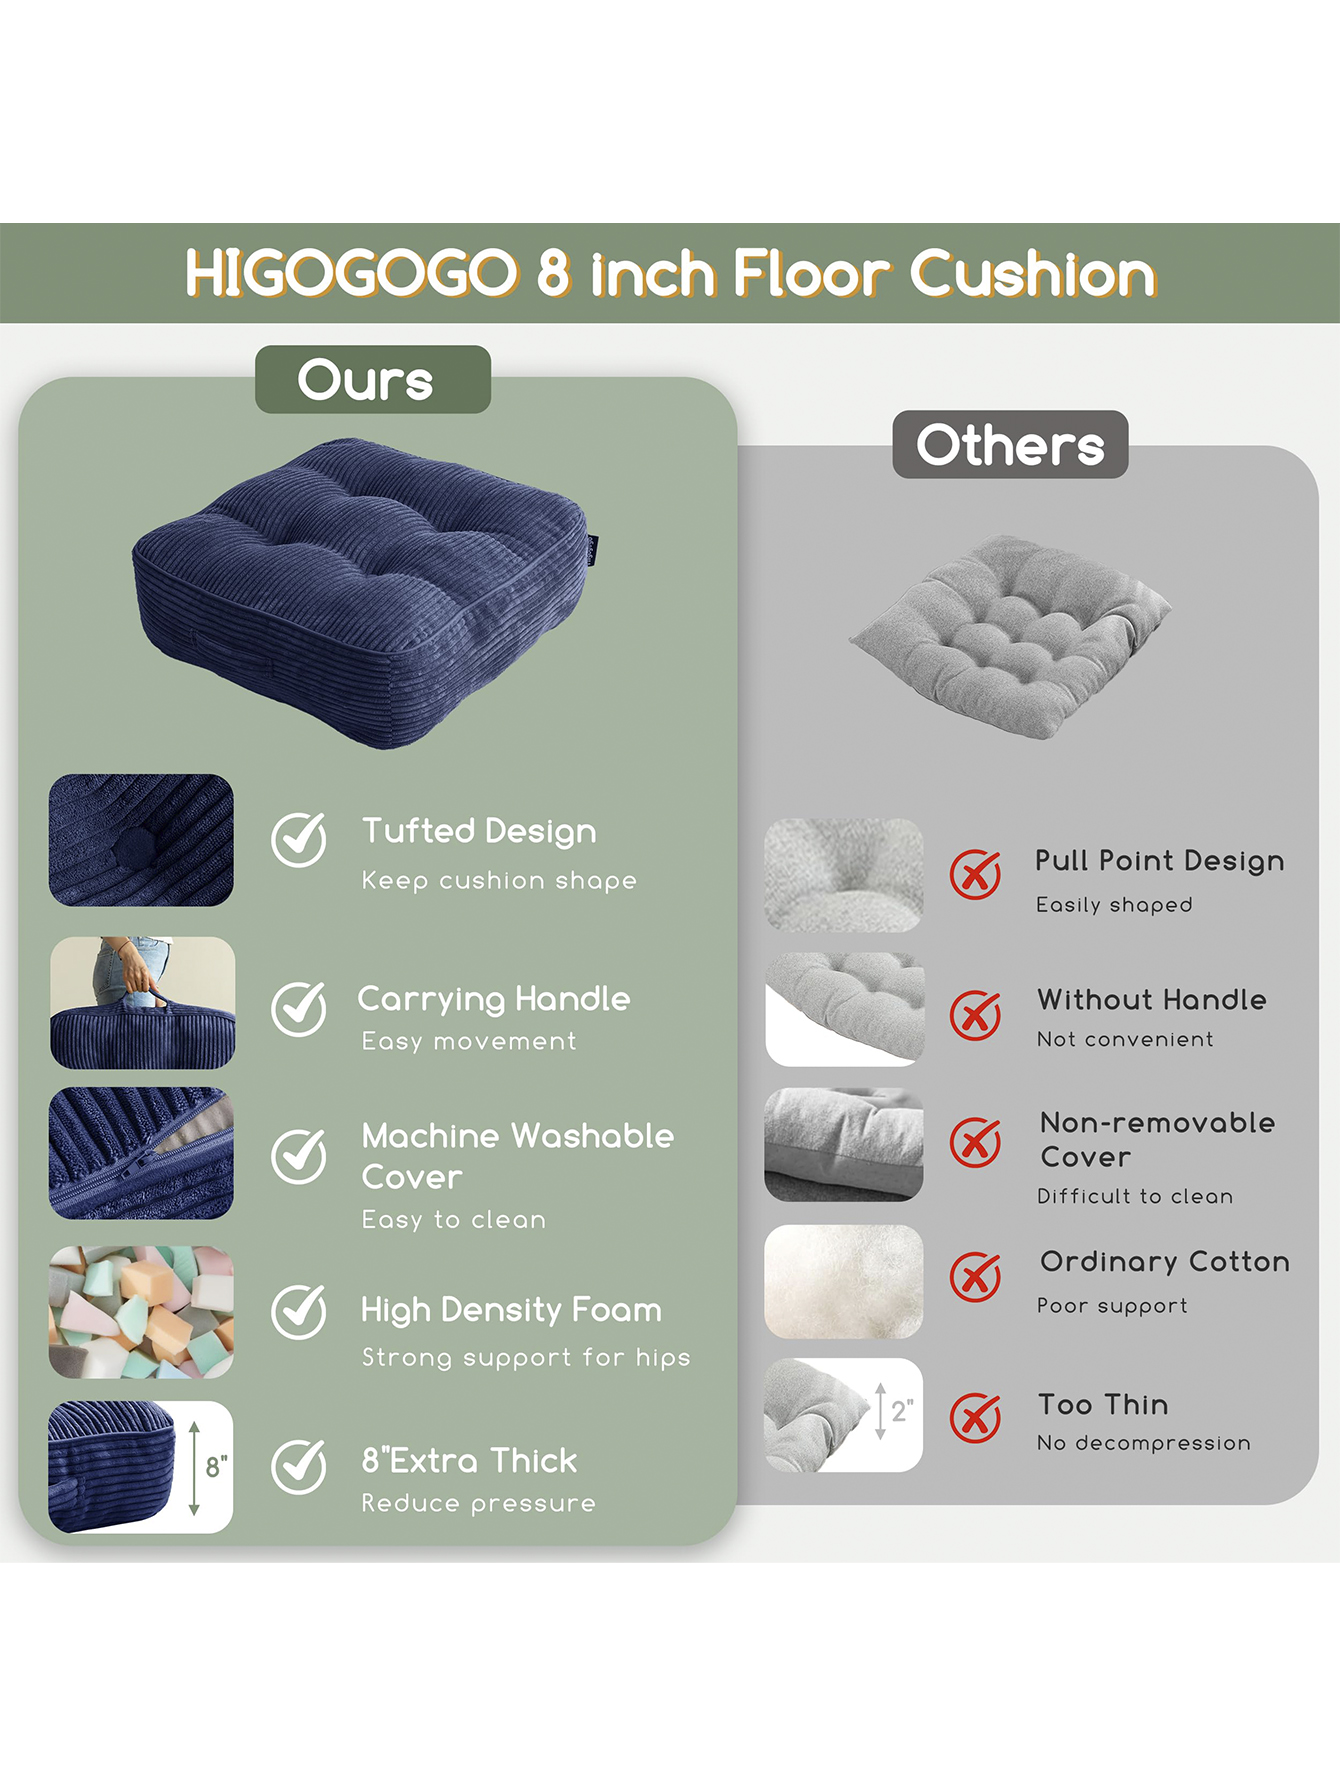 HIGOGOGO 8 inch Floor Cushion
Ours
Tufted Design
Keep cushion shape
Carrying Handle
Easy movement
Machine Washable
Cover
Easy to clean
High Density Foam
Strong support for hips
8"
8"Extra Thick
Reduce pressure
Others
Pull Point Design
Easily shaped
Without Handle
Not convenient
Non-removable
Cover
Difficult to clean
Ordinary Cotton
Poor support
2"
Too Thin
No decompression